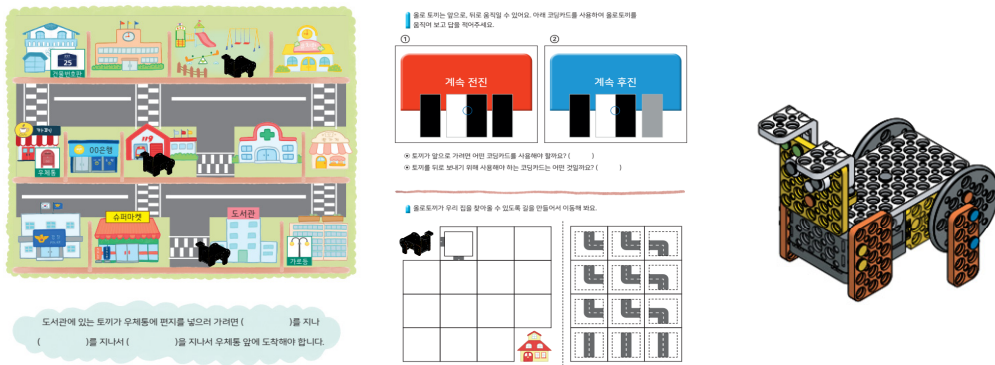 25
건물번호판
카페
우체통
00은행
119
슈퍼마켓
도서관
가로등
도서관에 있는 토끼가 우체통에 편지를 넣으러 가려면 ( )를 지나
( )를 지나서 ( )을 지나서 우체통 앞에 도착해야 합니다.
올로 토끼는 앞으로, 뒤로 움직일 수 있어요. 아래 코딩카드를 사용하여 올로토끼를
움직여 보고 답을 적어주세요.
① ②
계속 전진
계속 후진
토끼가 앞으로 가려면 어떤 코딩카드를 사용해야 할까요? ( )
토끼를 뒤로 보내기 위해 사용해야 하는 코딩카드는 어떤 것일까요? ( )
올로토끼가 우리 집을 찾아올 수 있도록 길을 만들어서 이동해 봐요.